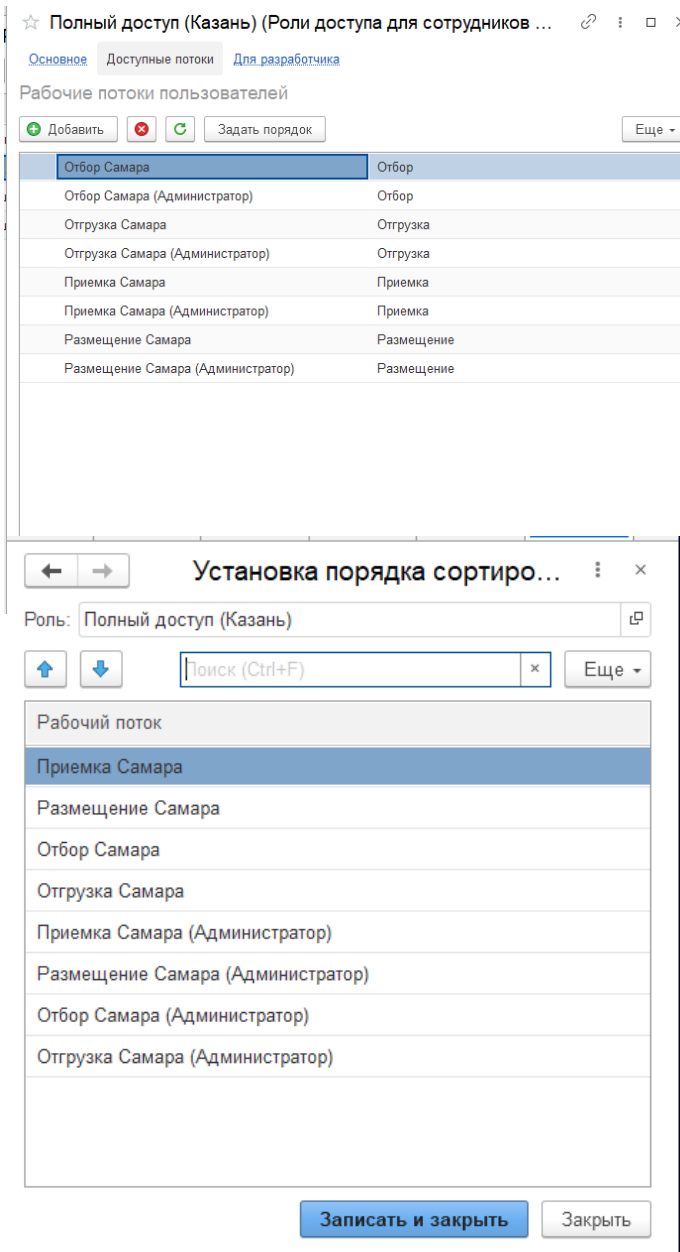 Полный доступ (Казань) (Роли доступа для сотрудников ...
Основное Доступные потоки Для разработчика
Рабочие потоки пользователей
Добавить Задать порядок Еще
Отбор Самара Отбор
Отбор Самара (Администратор) Отбор
Отгрузка Самара Отгрузка
Отгрузка Самара (Администратор) Отгрузка
Приемка Самара Приемка
Приемка Самара (Администратор) Приемка
Размещение Самара Размещение
Размещение Самара (Администратор) Размещение
Установка порядка сортиро...
Роль: Полный доступ (Казань)
Поиск (Ctrl+F) × Еще
Рабочий поток
Приемка Самара
Размещение Самара
Отбор Самара
Отгрузка Самара
Приемка Самара (Администратор)
Размещение Самара (Администратор)
Отбор Самара (Администратор)
Отгрузка Самара (Администратор)
Записать и закрыть Закрыть